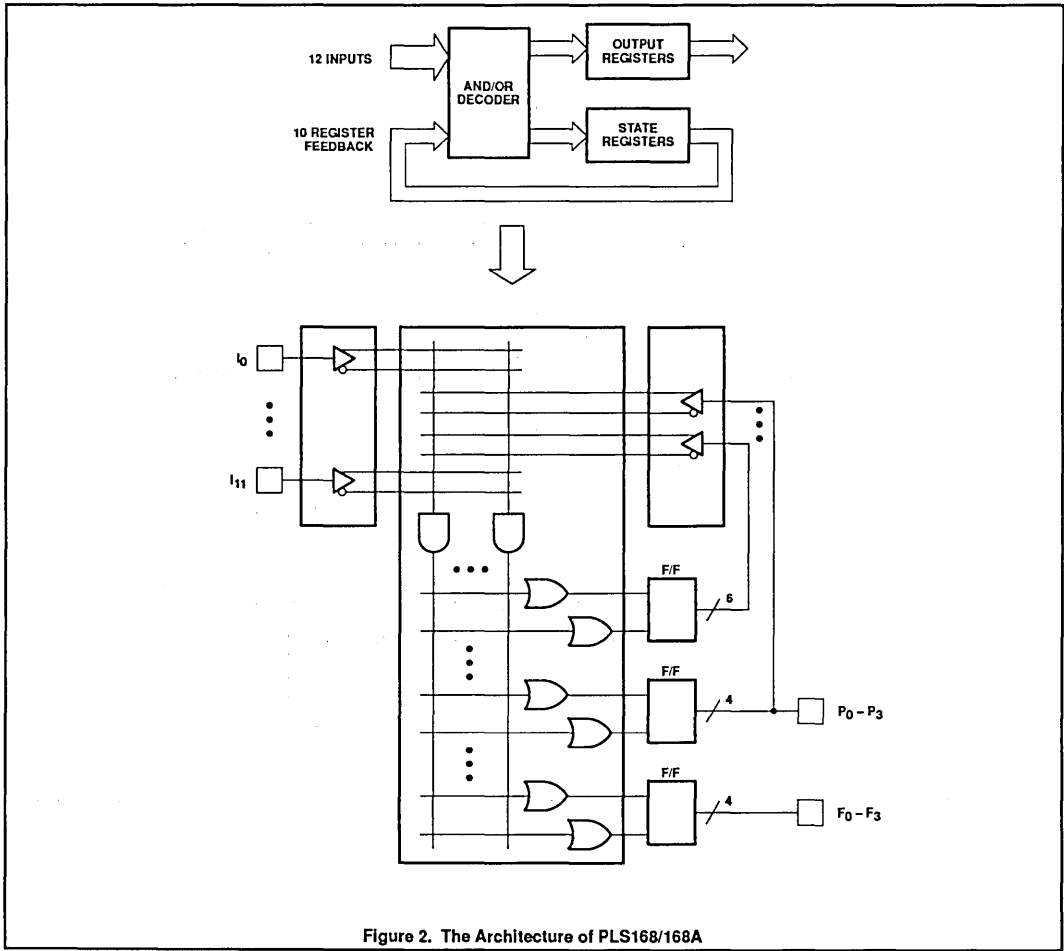 12 INPUTS
AND/OR
DECODER
OUTPUT
REGISTERS
10 REGISTER
FEEDBACK
STATE
REGISTERS
I0
I11
F/F
6
F/F
4
P0 – P3
F/F
4
F0 – F3
Figure 2. The Architecture of PLS168/168A